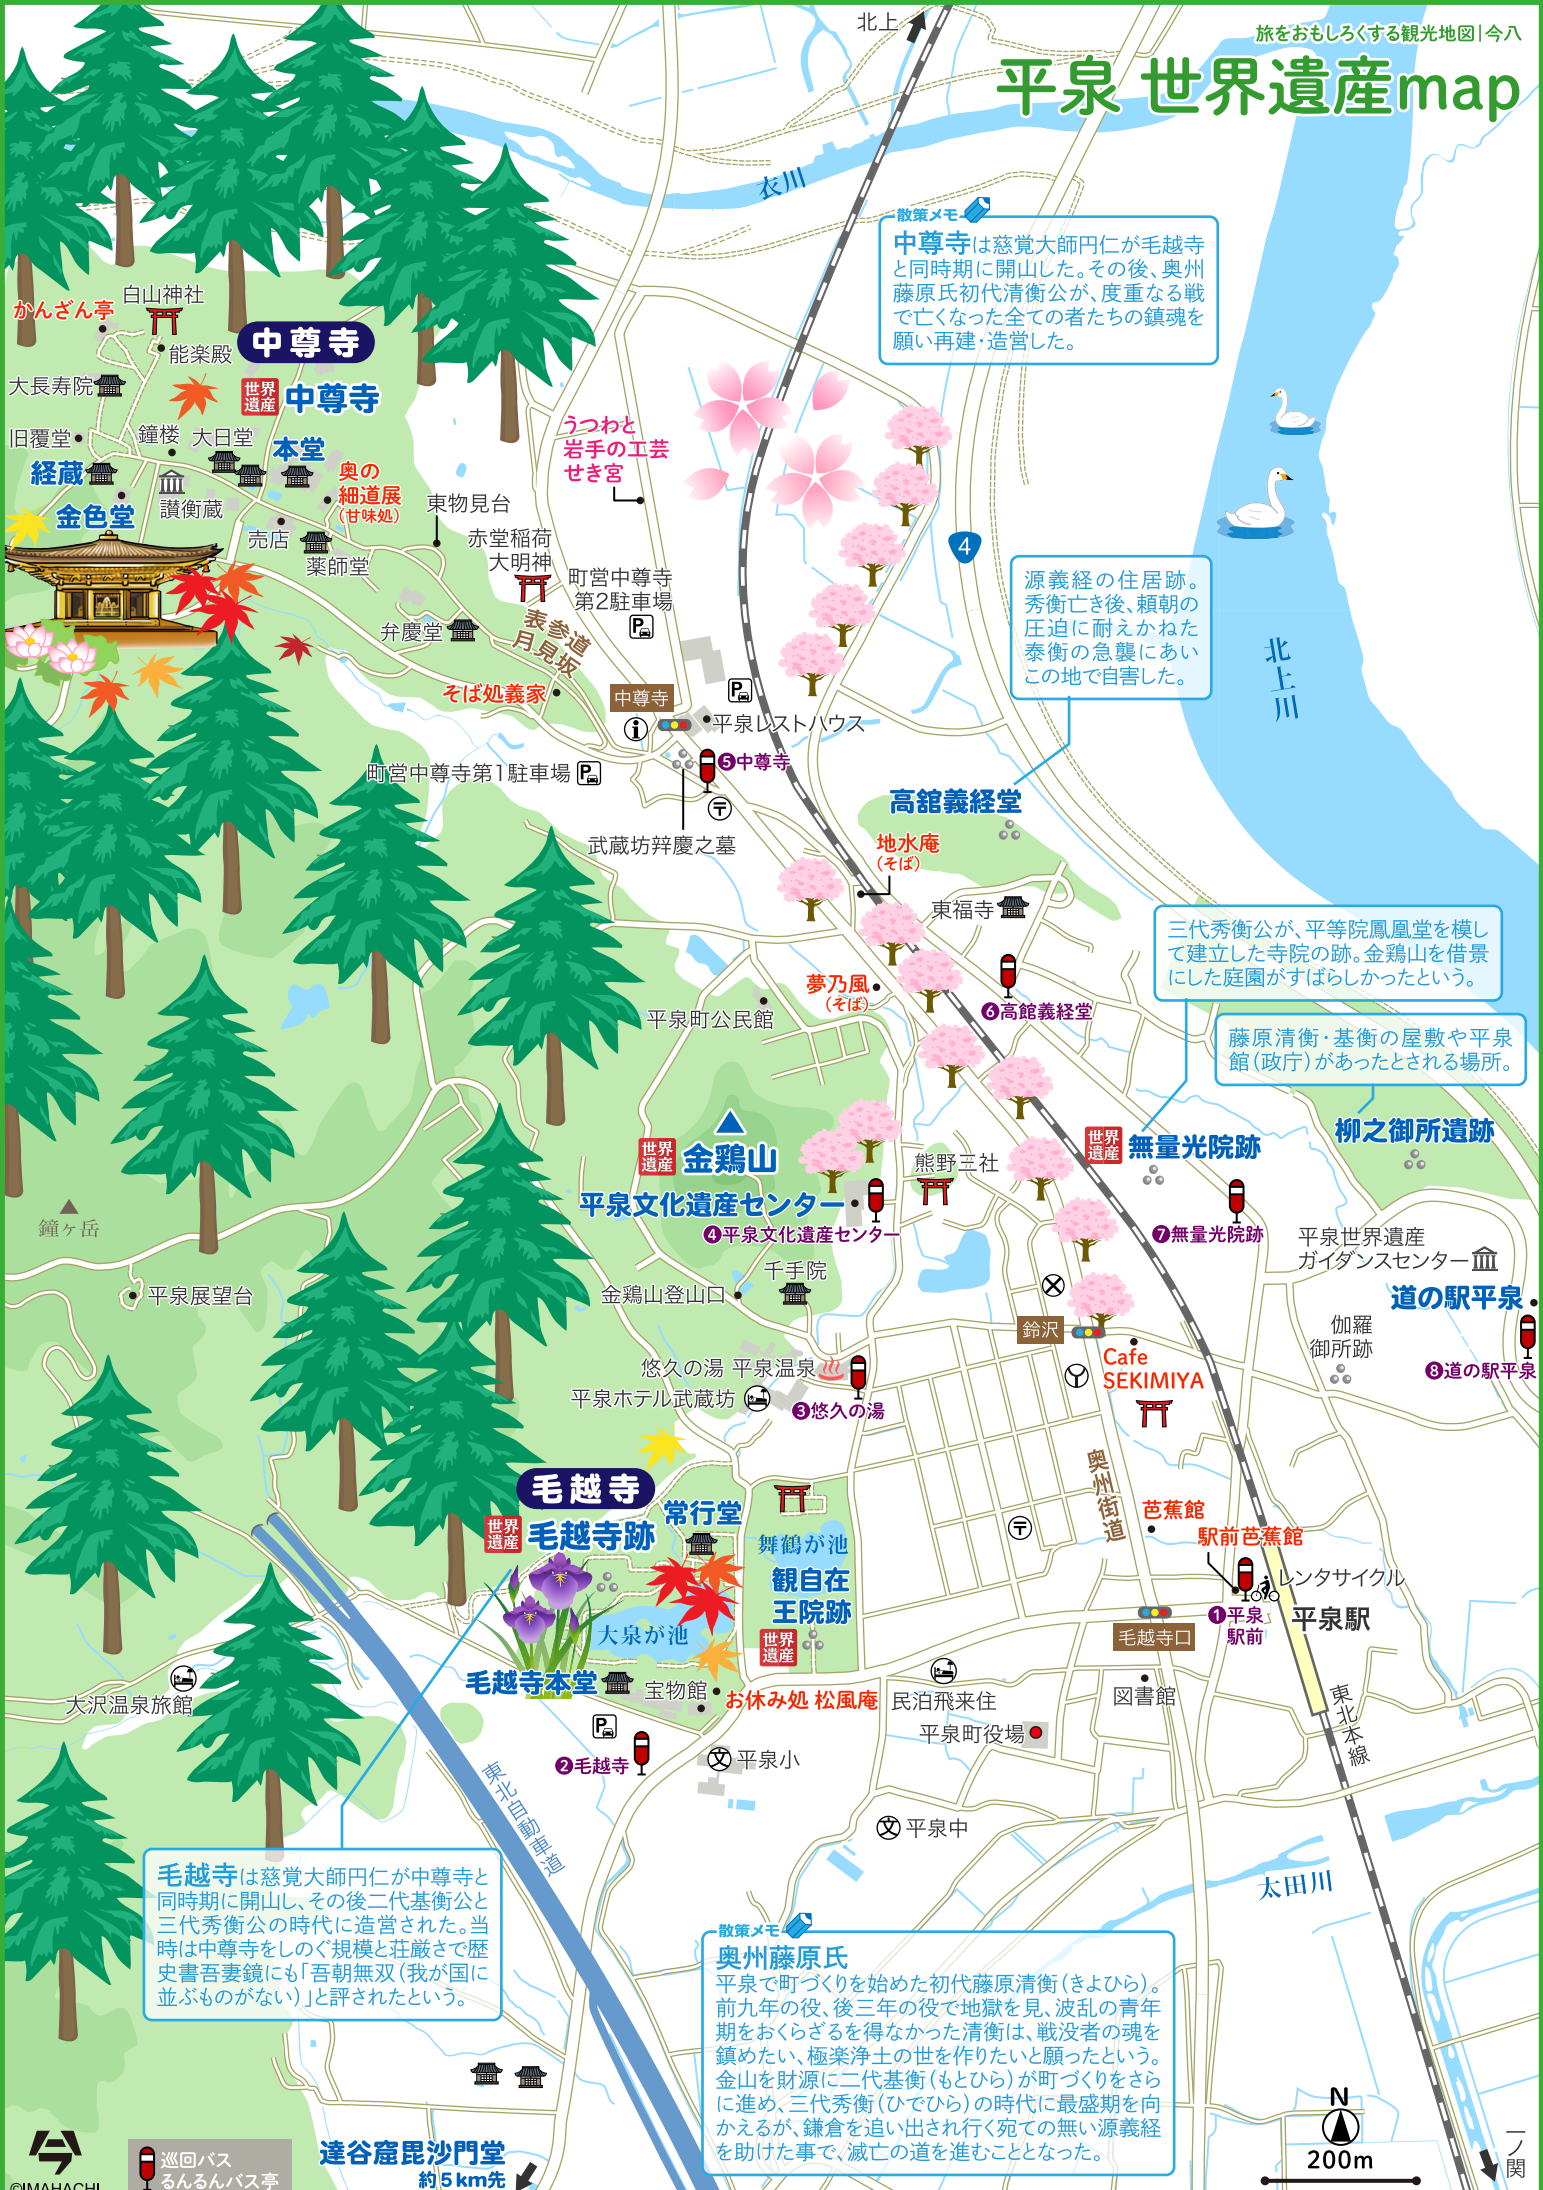 北上
旅をおもしろくする観光地図|今八
平泉 世界遺産map
衣川
散策メモ
中尊寺は慈覚大師円仁が毛越寺
と同時期に開山した。その後、奥州
藤原氏初代清衡公が、度重なる戦
で亡くなった全ての者たちの鎮魂を
願い再建・造営した。
かんざん亭
白山神社
能楽殿
中尊寺
大長寿院
世界
遺産
中尊寺
旧覆堂
鐘楼
大日堂
本堂
経蔵
讃衡蔵
奥の
細道展
(甘味処)
金色堂
売店
薬師堂
東物見台
赤堂稲荷
大明神
うつわと
岩手の工芸
せき宮
町営中尊寺
第2駐車場
P
弁慶堂
表参道
月見坂
そば処義家
中尊寺
P
平泉レストハウス
町営中尊寺第1駐車場
P
❺中尊寺
〒
武蔵坊辨慶之墓
4
源義経の住居跡。
秀衡亡き後、頼朝の
圧迫に耐えかねた
泰衡の急襲にあい
この地で自害した。
北上川
高舘義経堂
地水庵
(そば)
東福寺
夢乃風
(そば)
❻高館義経堂
平泉町公民館
三代秀衡公が、平等院鳳凰堂を模し
て建立した寺院の跡。金鶏山を借景
にした庭園がすばらしかったという。
藤原清衡・基衡の屋敷や平泉
館(政庁)があったとされる場所。
世界
遺産
無量光院跡
柳之御所遺跡
世界
遺産
金鶏山
熊野三社
平泉文化遺産センター
❹平泉文化遺産センター
❼無量光院跡
平泉世界遺産
ガイダンスセンター
道の駅平泉
❽道の駅平泉
鐘ヶ岳
平泉展望台
千手院
金鶏山登山口
鈴沢
伽羅
御所跡
Cafe
SEKIMIYA
悠久の湯 平泉温泉
平泉ホテル武蔵坊
❸悠久の湯
毛越寺
世界
遺産
毛越寺跡
常行堂
舞鶴が池
観自在
王院跡
世界
遺産
奥州街道
〒
芭蕉館
駅前芭蕉館
レンタサイクル
平泉駅
❶平泉
駅前
毛越寺口
大泉が池
毛越寺本堂
宝物館
お休み処 松風庵
民泊飛来住
図書館
平泉町役場
東北本線
大沢温泉旅館
P
❷毛越寺
文
平泉小
文
平泉中
東北自動車道
太田川
毛越寺は慈覚大師円仁が中尊寺と
同時期に開山し、その後二代基衡公と
三代秀衡公の時代に造営された。当
時は中尊寺をしのぐ規模と荘厳さで歴
史書吾妻鏡にも「吾朝無双(我が国に
並ぶものがない)」と評されたという。
散策メモ
奥州藤原氏
平泉で町づくりを始めた初代藤原清衡(きよひら)。
前九年の役、後三年の役で地獄を見、波乱の青年
期をおくらざるを得なかった清衡は、戦没者の魂を
鎮めたい、極楽浄土の世を作りたいと願ったという。
金山を財源に二代基衡(もとひら)が町づくりをさら
に進め、三代秀衡(ひでひら)の時代に最盛期を向
かえるが、鎌倉を追い出され行く宛ての無い源義経
を助けた事で、滅亡の道を進むこととなった。
N
200m
一ノ関
©IMAHACHI
巡回バス
るんるんバス亭
達谷窟毘沙門堂
約5km先